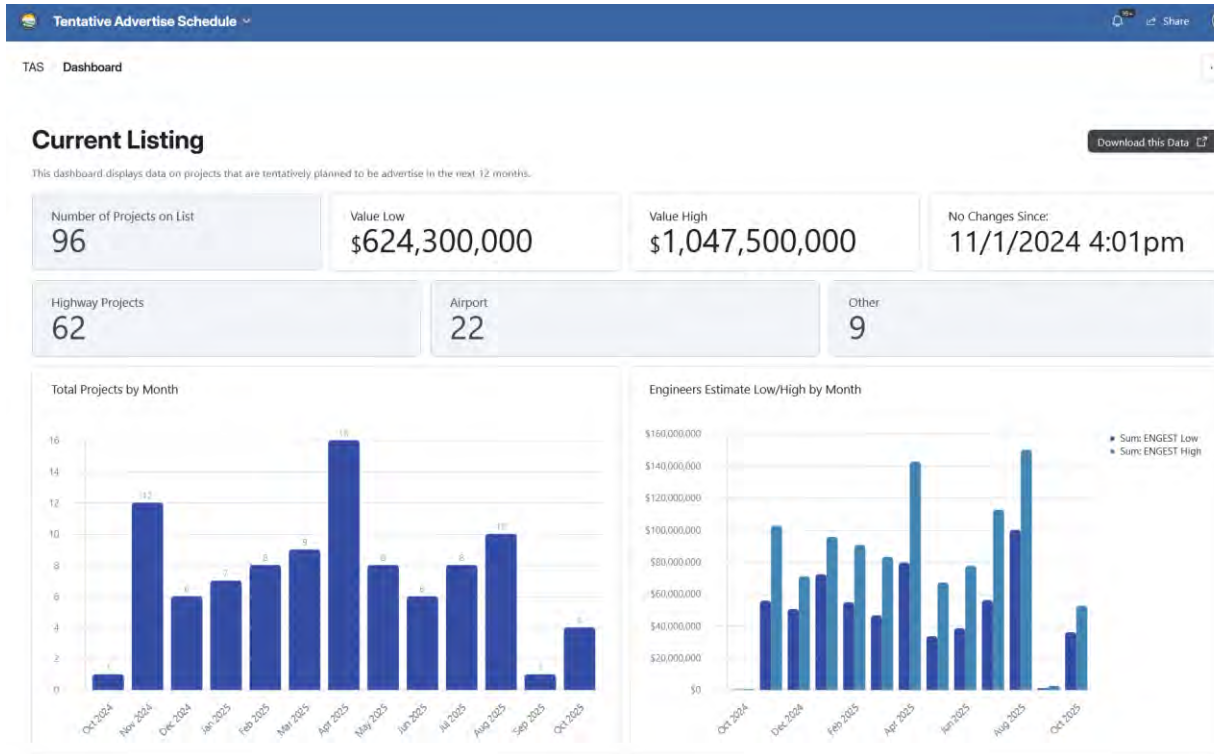 Tentative Advertise Schedule
Share
TAS Dashboard
Current Listing
Download this Data
This dashboard displays data on projects that are tentatively planned to be advertise in the next 12 months.
Number of Projects on List
96
Value Low
$624,300,000
Value High
$1,047,500,000
No Changes Since:
11/1/2024 4:01pm
Highway Projects
62
Airport
22
Other
9
Total Projects by Month
16
14
12
10
8
6
4
2
0
1
12
6
7
8
9
16
8
6
8
10
1
4
Oct 2024
Nov 2024
Dec 2024
Jan 2025
Feb 2025
Mar 2025
Apr 2025
May 2025
Jun 2025
Jul 2025
Aug 2025
Sep 2025
Oct 2025
Engineers Estimate Low/High by Month
$160,000,000
$140,000,000
$120,000,000
$100,000,000
$80,000,000
$60,000,000
$40,000,000
$20,000,000
$0
Oct 2024
Dec 2024
Feb 2025
Apr 2025
Jun 2025
Aug 2025
Oct 2025
Sum: ENGEST Low
Sum: ENGEST High